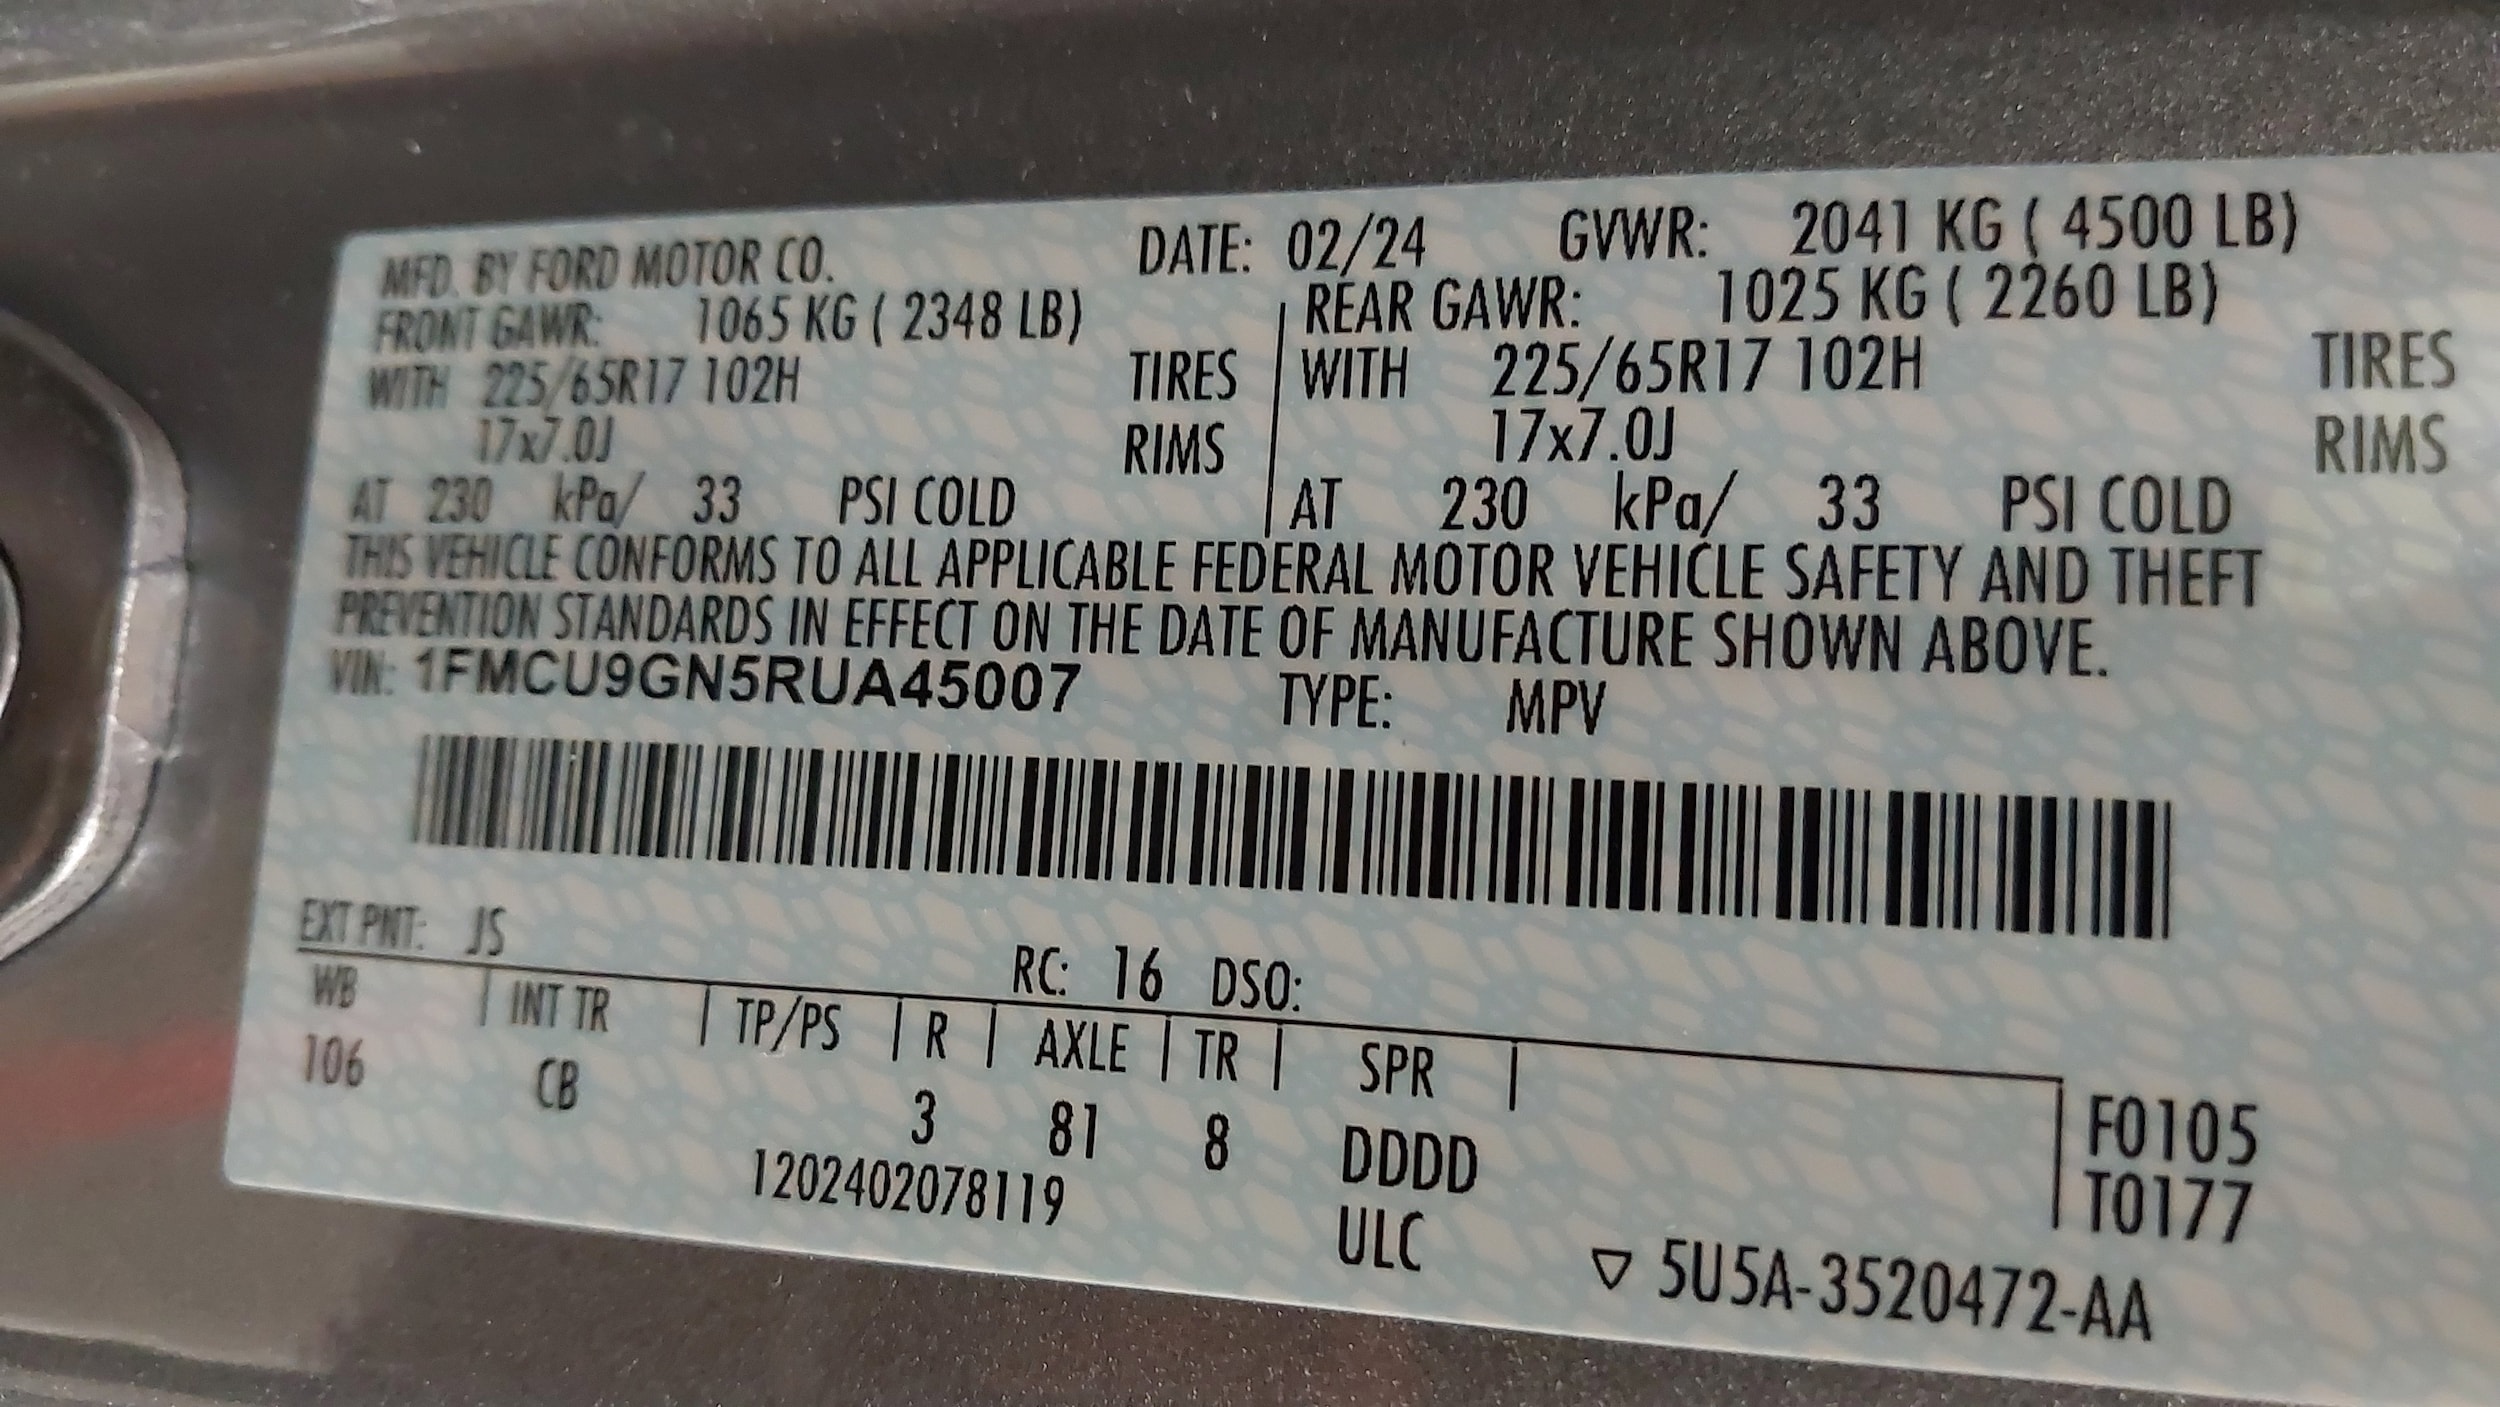 MFD. BY FORD MOTOR CO. DATE: 02/24 GVWR: 2041 KG ( 4500 LB)
FRONT GAWR: 1065 KG ( 2348 LB) REAR GAWR: 1025 KG ( 2260 LB)
WITH 225/65R17 102H TIRES WITH 225/65R17 102H TIRES
17x7.0J RIMS 17x7.0J RIMS
AT 230 kPa/ 33 PSI COLD AT 230 kPa/ 33 PSI COLD
THIS VEHICLE CONFORMS TO ALL APPLICABLE FEDERAL MOTOR VEHICLE SAFETY AND THEFT
PREVENTION STANDARDS IN EFFECT ON THE DATE OF MANUFACTURE SHOWN ABOVE.
VIN: 1FMCU9GN5RUA45007 TYPE: MPV
EXT PNT: JS RC: 16 DSO:
WB | INT TR | TP/PS | R | AXLE | TR | SPR |
106 CB 3 81 8 DDDD F0105
1202402078119 ULC T0177
▽ 5U5A-3520472-AA